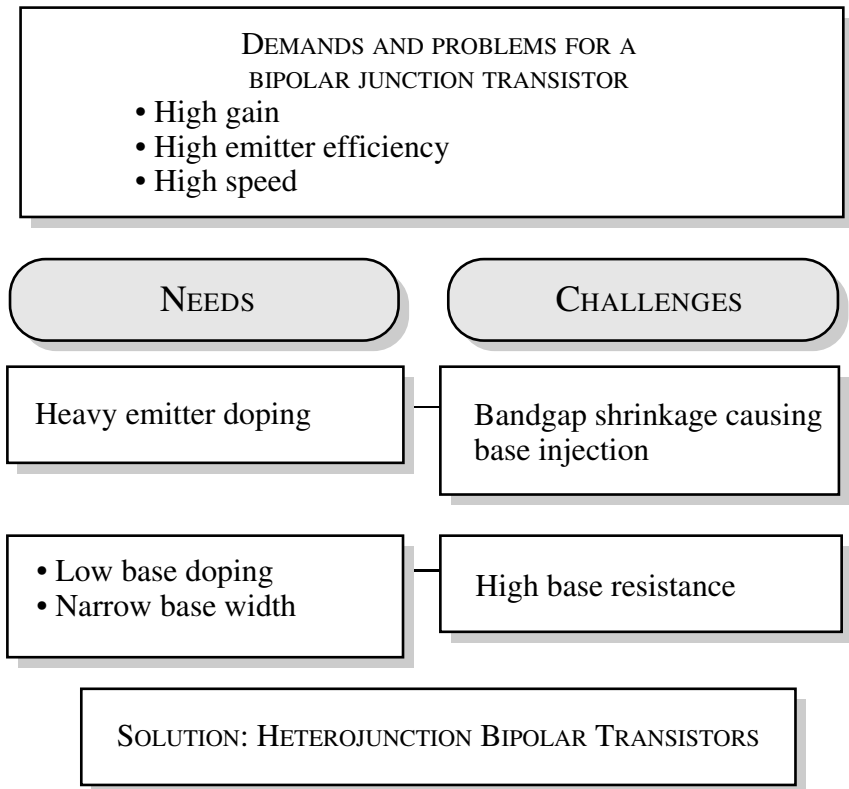 DEMANDS AND PROBLEMS FOR A
BIPOLAR JUNCTION TRANSISTOR
• High gain
• High emitter efficiency
• High speed
NEEDS
CHALLENGES
Heavy emitter doping
Bandgap shrinkage causing
base injection
• Low base doping
• Narrow base width
High base resistance
SOLUTION: HETEROJUNCTION BIPOLAR TRANSISTORS